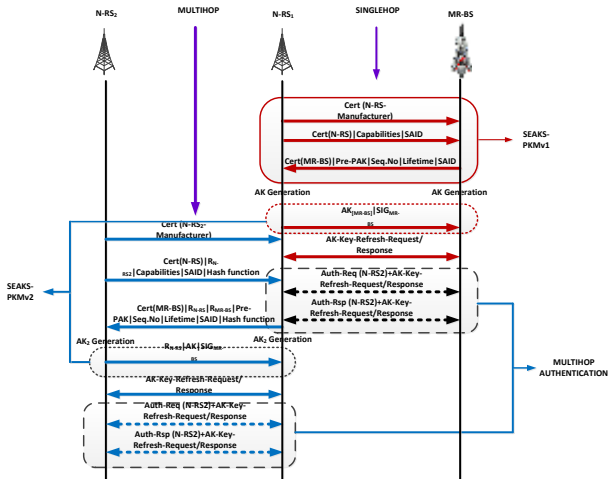 N-RS₂
MULTIHOP
N-RS₁
SINGLEHOP
MR-BS
Cert (N-RS-
Manufacturer)
Cert(N-RS)|Capabilities|SAID
Cert(MR-BS)|Pre-PAK|Seq.No|Lifetime|SAID
SEAKS-
PKMv1
AK Generation
AK Generation
AK[MR-BS]|SIGMR-
BS
Cert (N-RS₂-
Manufacturer)
AK-Key-Refresh-Request/
Response
Cert(N-RS)|RN-
RS2|Capabilities|SAID|Hash function
Auth-Req (N-RS2)+AK-Key-
Refresh-Request/Response
SEAKS-
PKMv2
Auth-Rsp (N-RS2)+AK-Key-
Refresh-Request/Response
Cert(MR-BS)|RN-RS|RMR-BS|Pre-
PAK|Seq.No|Lifetime|SAID|Hash function
AK₂ Generation
AK₂ Generation
RN-RS|AK|SIGMR-
BS
MULTIHOP
AUTHENTICATION
AK-Key-Refresh-Request/
Response
Auth-Req (N-RS2)+AK-Key-
Refresh-Request/Response
Auth-Rsp (N-RS2)+AK-Key-
Refresh-Request/Response